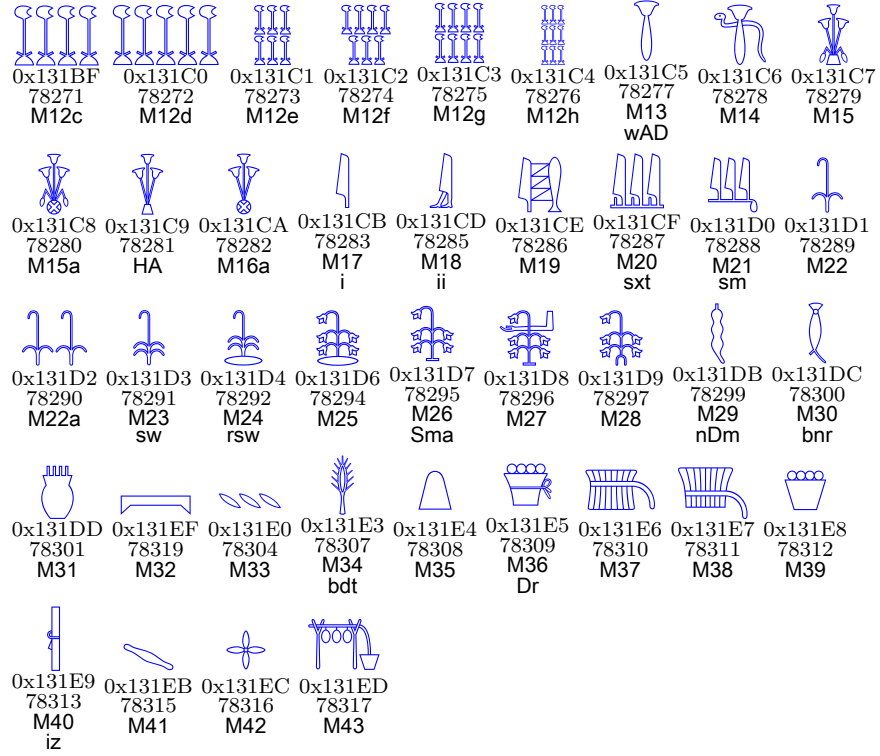 0x131BF 0x131C0 0x131C1 0x131C2 0x131C3 0x131C4 0x131C5 0x131C6 0x131C7
78271 78272 78273 78274 78275 78276 78277 78278 78279
M12c M12d M12e M12f M12g M12h M13 M14 M15
wAD
0x131C8 0x131C9 0x131CA 0x131CB 0x131CD 0x131CE 0x131CF 0x131D0 0x131D1
78280 78281 78282 78283 78285 78286 78287 78288 78289
M15a HA M16a M17 M18 M19 M20 M21 M22
i ii sxt sm
0x131D2 0x131D3 0x131D4 0x131D6 0x131D7 0x131D8 0x131D9 0x131DB 0x131DC
78290 78291 78292 78294 78295 78296 78297 78299 78300
M22a M23 M24 M25 M26 M27 M28 M29 M30
sw rsw Sma nDm bnr
0x131DD 0x131EF 0x131E0 0x131E3 0x131E4 0x131E5 0x131E6 0x131E7 0x131E8
78301 78319 78304 78307 78308 78309 78310 78311 78312
M31 M32 M33 M34 M35 M36 M37 M38 M39
bdt Dr
0x131E9 0x131EB 0x131EC 0x131ED
78313 78315 78316 78317
M40 M41 M42 M43
iz